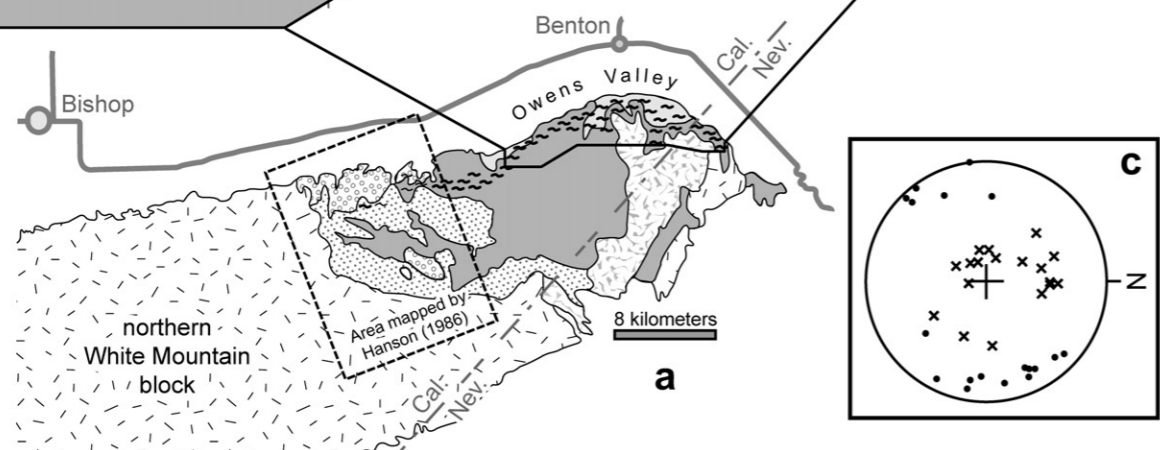 Benton
Cal.
Nev.
Owens Valley
Bishop
c
N
Area mapped by
Hanson (1986)
8 kilometers
northern
White Mountain
block
a
Cal.
Nev.